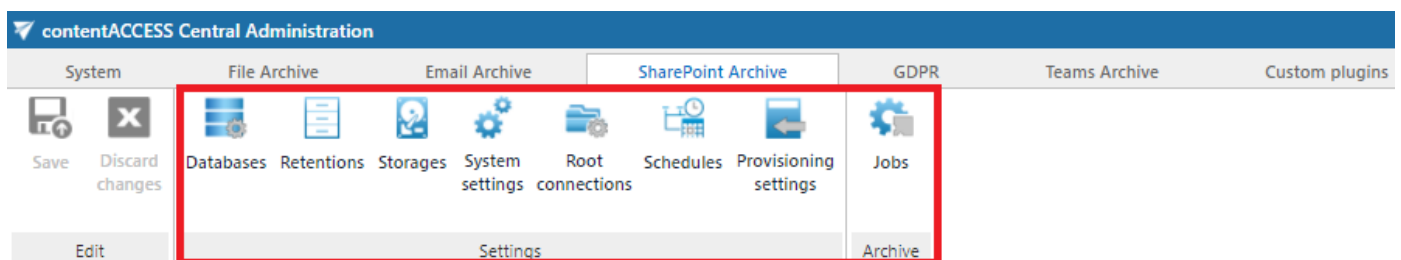 contentACCESS Central Administration
System File Archive Email Archive SharePoint Archive GDPR Teams Archive Custom plugins
Save Discard changes Databases Retentions Storages System settings Root connections Schedules Provisioning settings Jobs
Edit Settings Archive